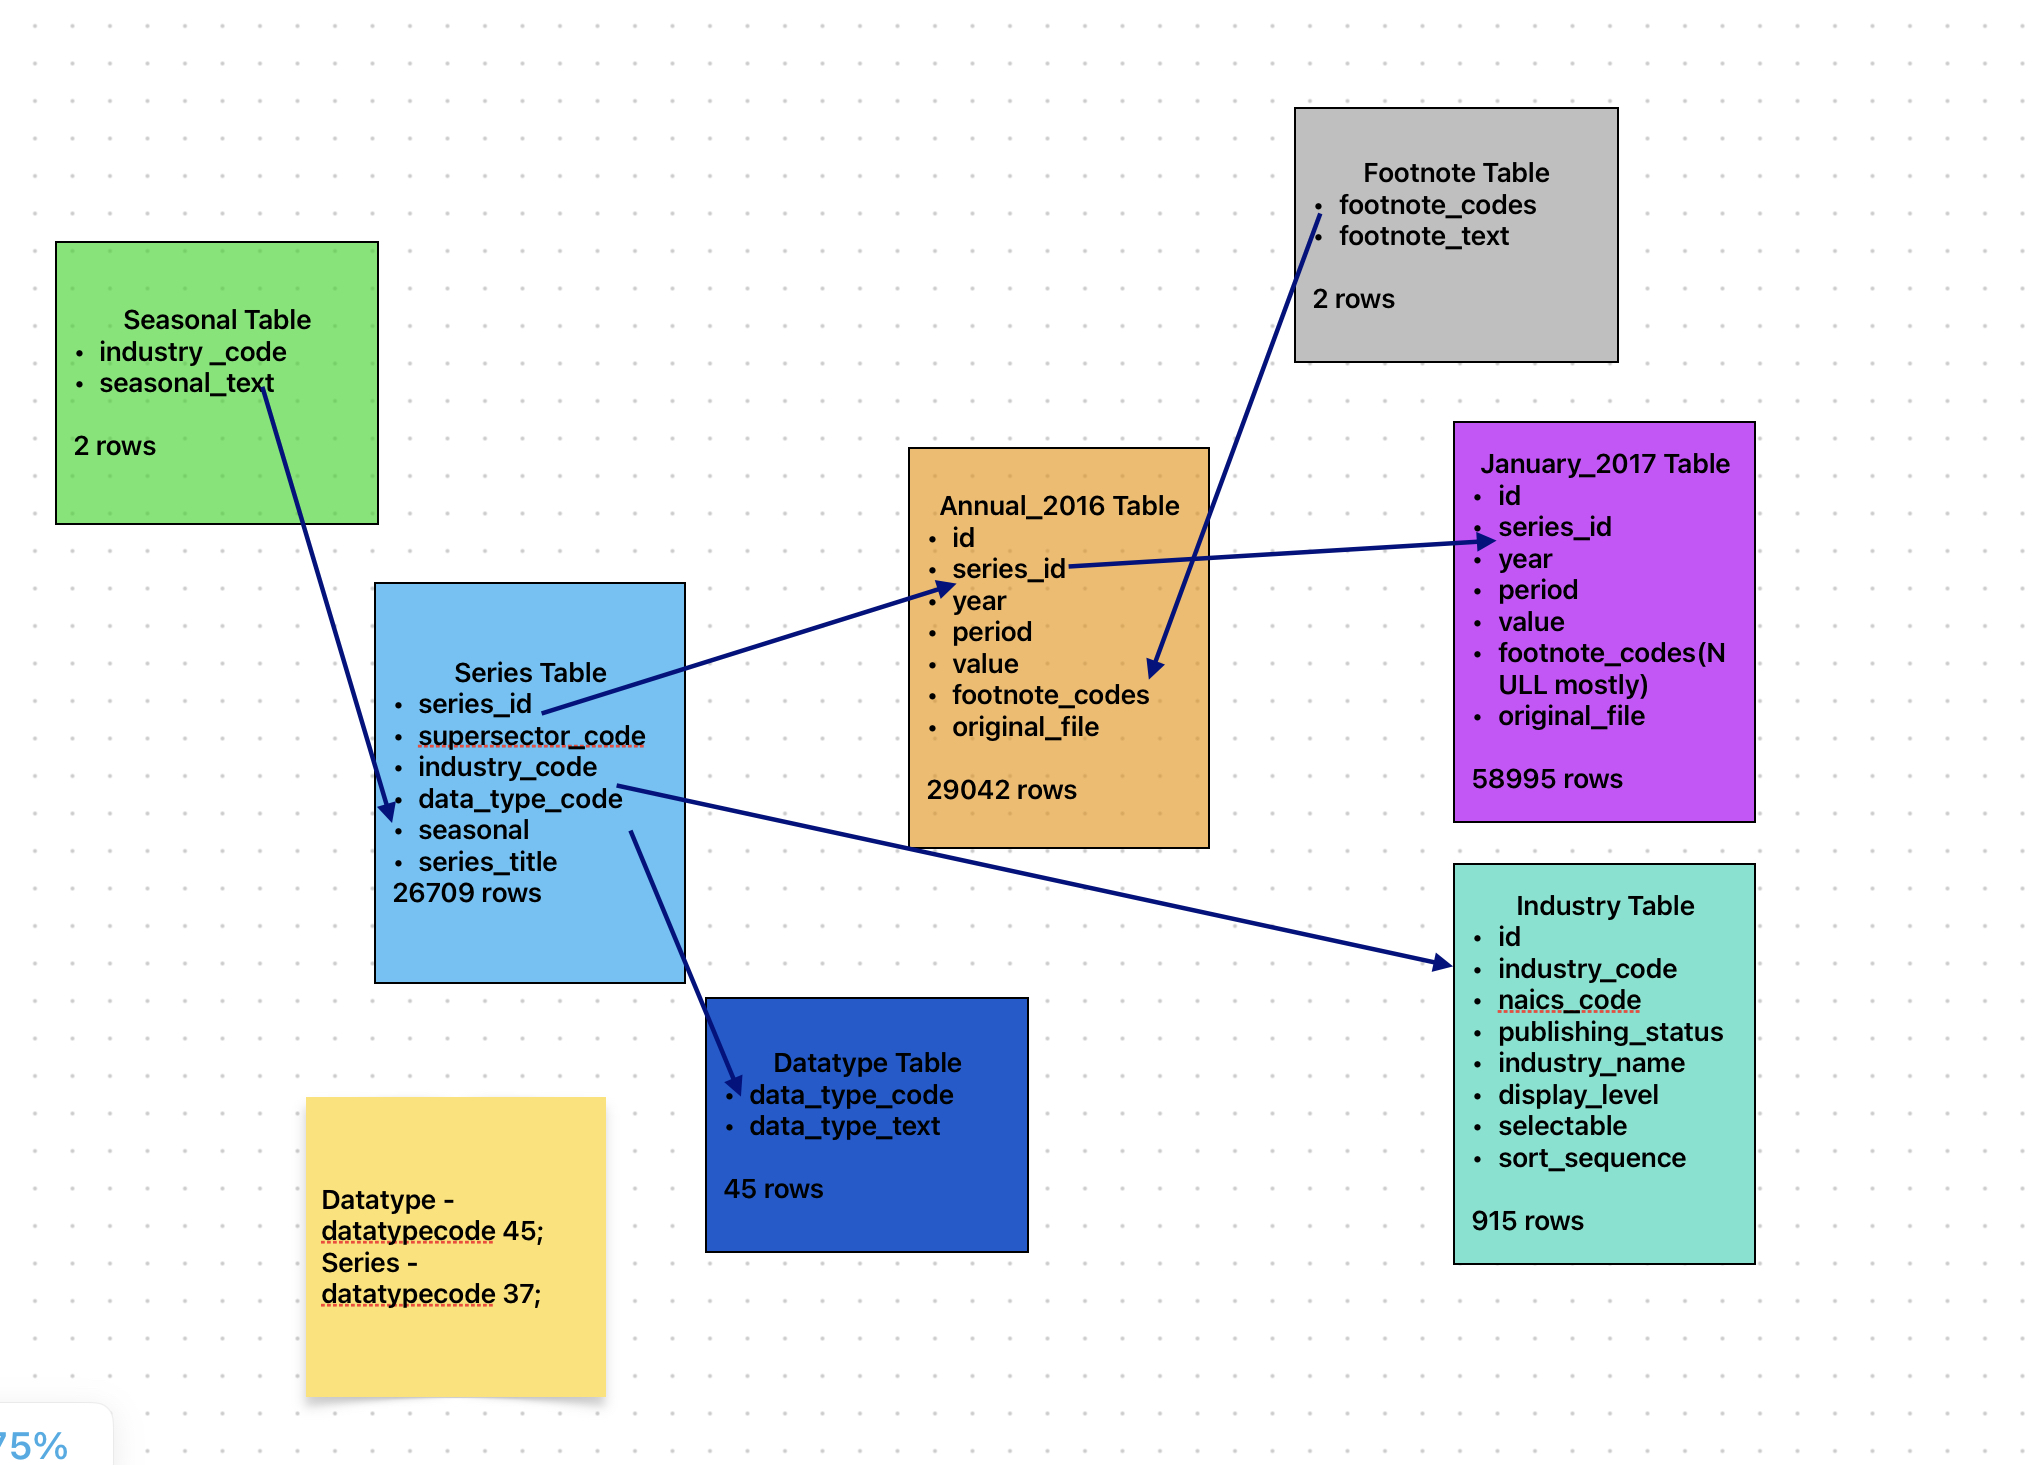 Footnote Table
• footnote_codes
• footnote_text
2 rows
Seasonal Table
• industry _code
• seasonal_text
2 rows
January_2017 Table
• id
• series_id
• year
• period
• value
• footnote_codes(N
ULL mostly)
• original_file
58995 rows
Annual_2016 Table
• id
• series_id
• year
• period
• value
• footnote_codes
• original_file
29042 rows
Series Table
• series_id
• supersector_code
• industry_code
• data_type_code
• seasonal
• series_title
26709 rows
Industry Table
• id
• industry_code
• naics_code
• publishing_status
• industry_name
• display_level
• selectable
• sort_sequence
915 rows
Datatype Table
• data_type_code
• data_type_text
45 rows
Datatype -
datatypecode 45;
Series -
datatypecode 37;
75%